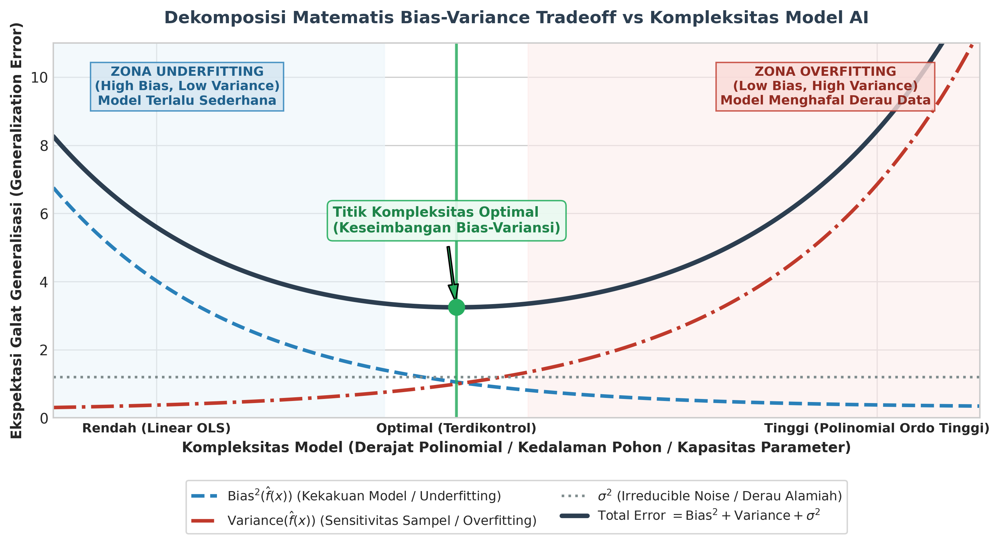 Dekomposisi Matematis Bias-Variance Tradeoff vs Kompleksitas Model AI
Ekspektasi Galat Generalisasi (Generalization Error)
10
8
6
4
2
0
ZONA UNDERFITTING
(High Bias, Low Variance)
Model Terlalu Sederhana
ZONA OVERFITTING
(Low Bias, High Variance)
Model Menghafal Derau Data
Titik Kompleksitas Optimal
(Keseimbangan Bias-Variansi)
Rendah (Linear OLS)
Optimal (Terdikontrol)
Tinggi (Polinomial Ordo Tinggi)
Kompleksitas Model (Derajat Polinomial / Kedalaman Pohon / Kapasitas Parameter)
Bias²(f̂(x)) (Kekakuan Model / Underfitting)
Variance(f̂(x)) (Sensitivitas Sampel / Overfitting)
σ² (Irreducible Noise / Derau Alamiah)
Total Error = Bias² + Variance + σ²